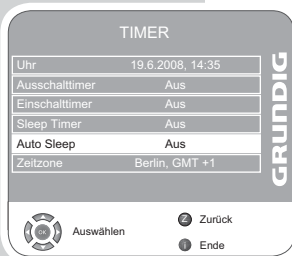 TIMER
Uhr 19.6.2008, 14:35
Ausschalttimer Aus
Einschalttimer Aus
Sleep Timer Aus
Auto Sleep Aus
Zeitzone Berlin, GMT +1
GRUNDIG
OK Auswählen
Z Zurück
i Ende